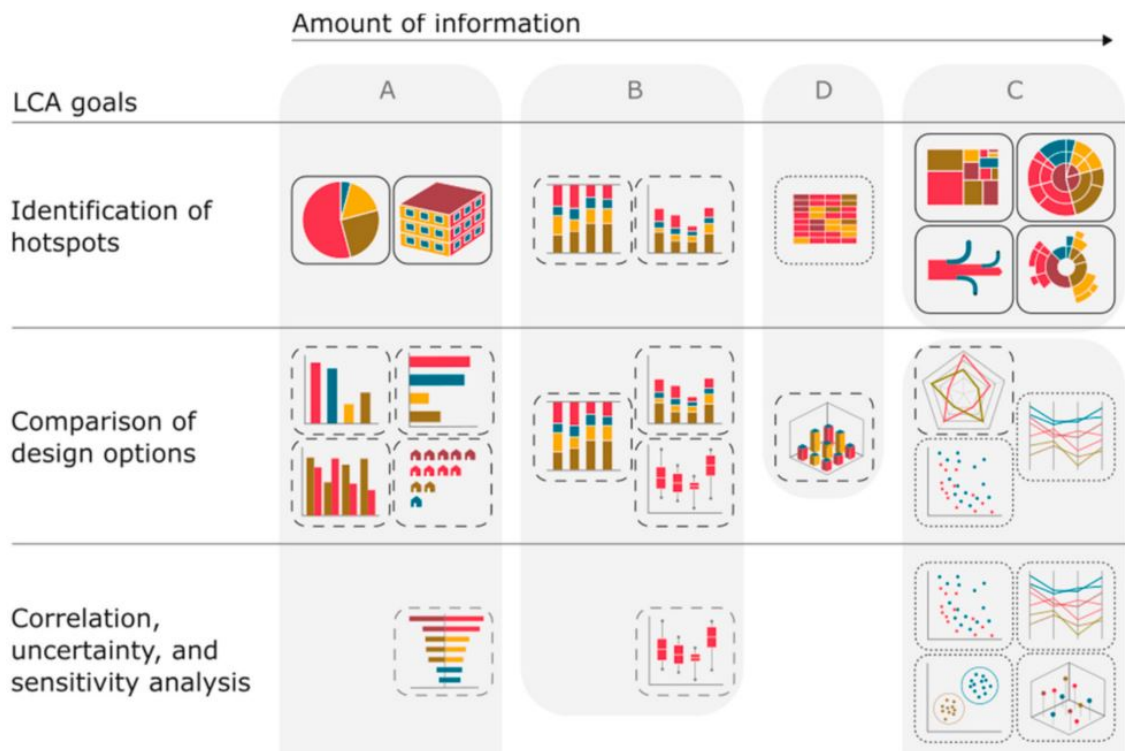 Amount of information
LCA goals
A
B
D
C
Identification of
hotspots
Comparison of
design options
Correlation,
uncertainty, and
sensitivity analysis